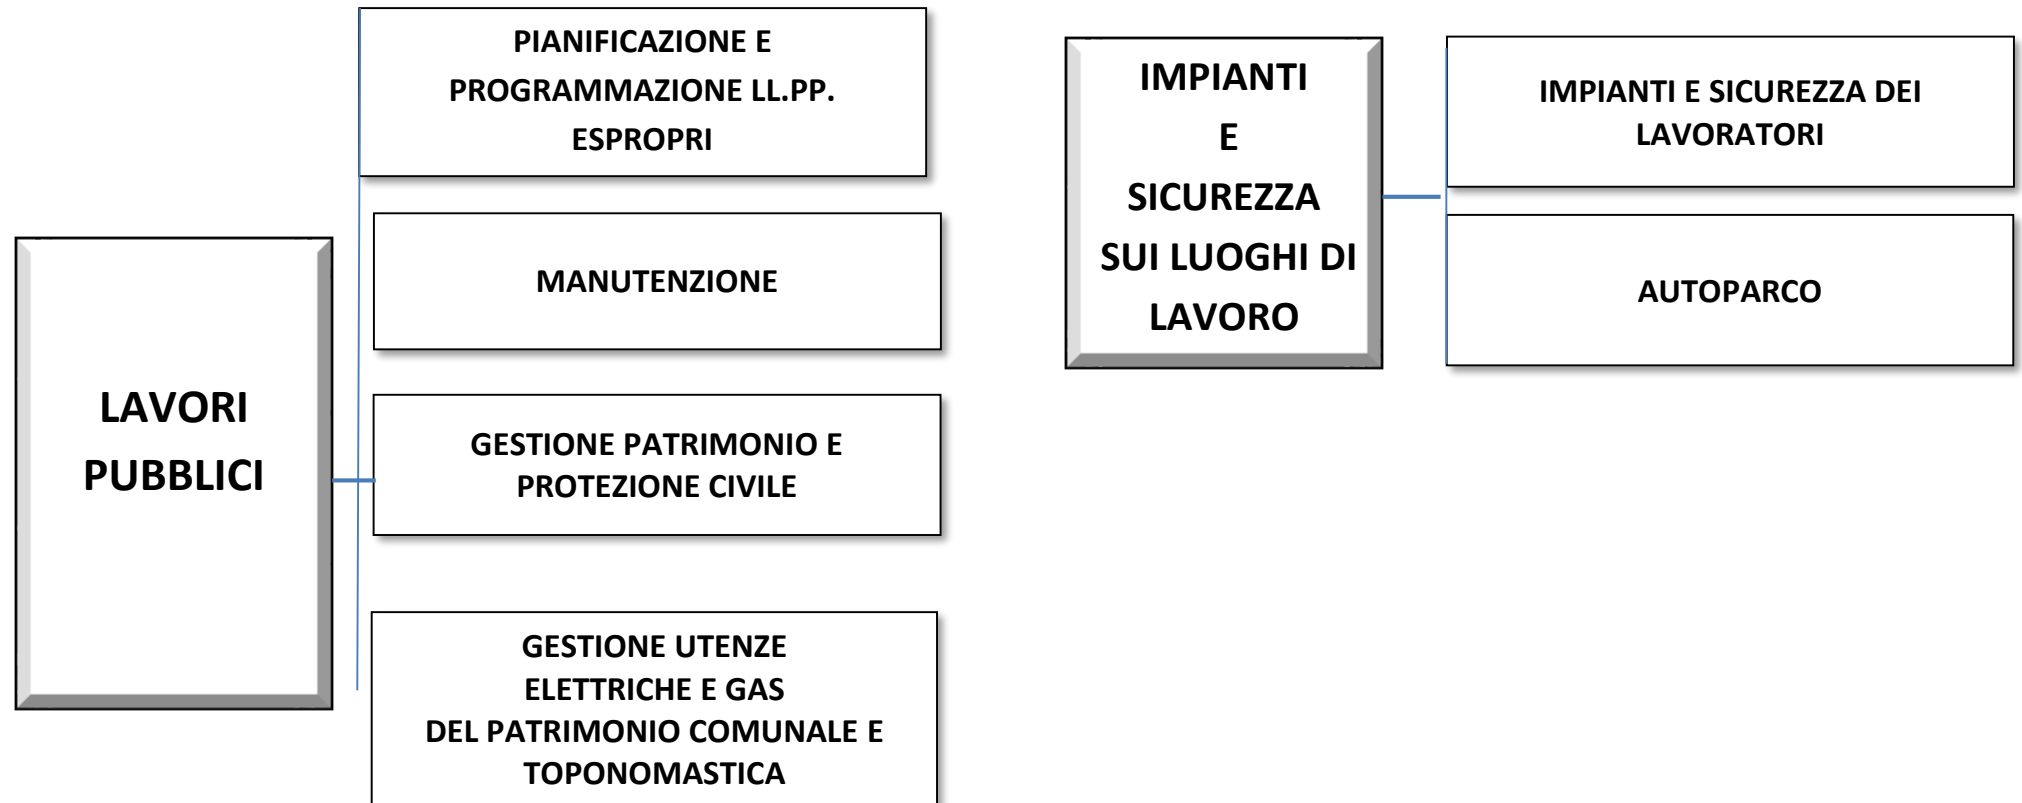 LAVORI
PUBBLICI
PIANIFICAZIONE E
PROGRAMMAZIONE LL.PP.
ESPROPRI
MANUTENZIONE
GESTIONE PATRIMONIO E
PROTEZIONE CIVILE
GESTIONE UTENZE
ELETTRICHE E GAS
DEL PATRIMONIO COMUNALE E
TOPONOMASTICA
IMPIANTI
E
SICUREZZA
SUI LUOGHI DI
LAVORO
IMPIANTI E SICUREZZA DEI
LAVORATORI
AUTOPARCO